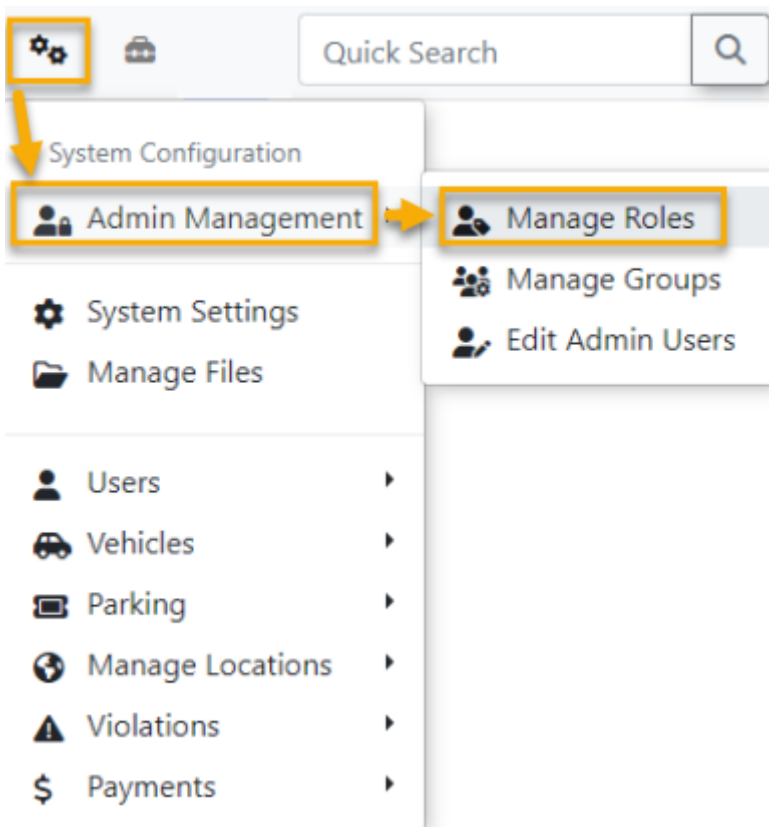 Quick Search
System Configuration
Admin Management
Manage Roles
Manage Groups
Edit Admin Users
System Settings
Manage Files
Users
Vehicles
Parking
Manage Locations
Violations
Payments